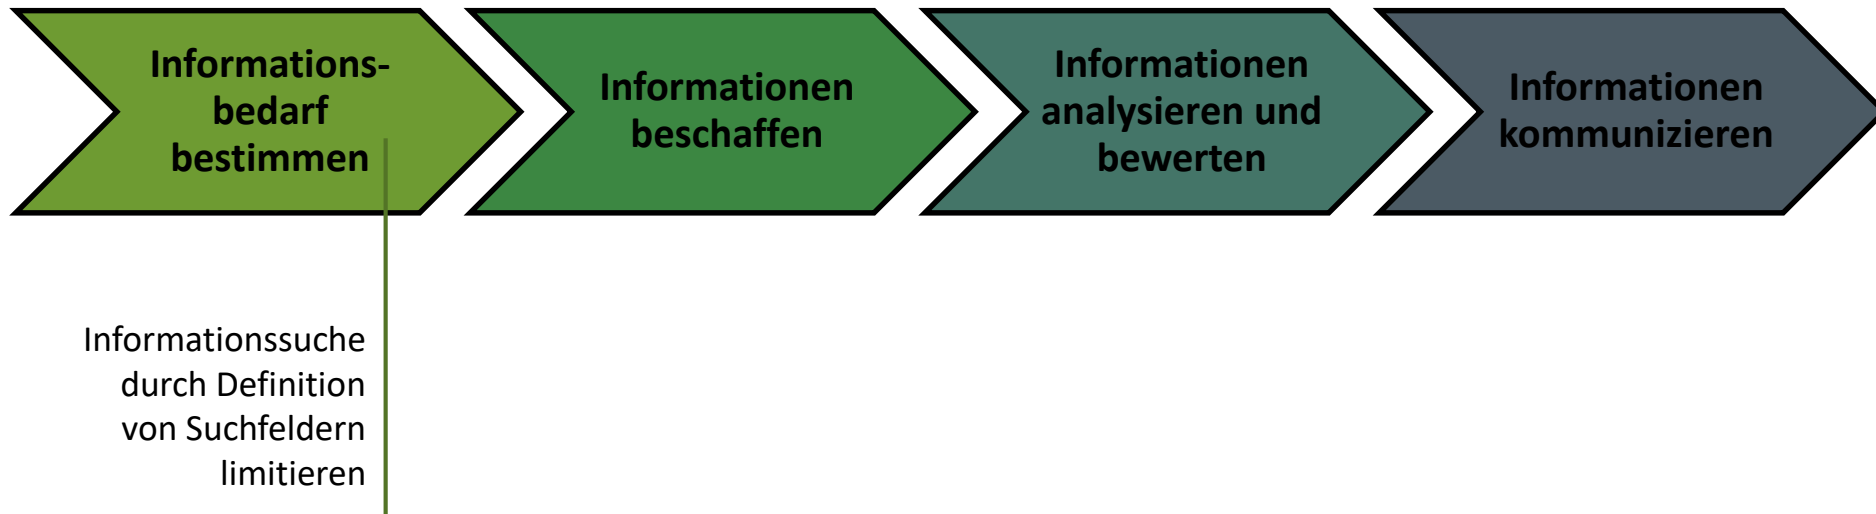 Informations-
bedarf
bestimmen
Informationen
beschaffen
Informationen
analysieren und
bewerten
Informationen
kommunizieren
Informationssuche
durch Definition
von Suchfeldern
limitieren